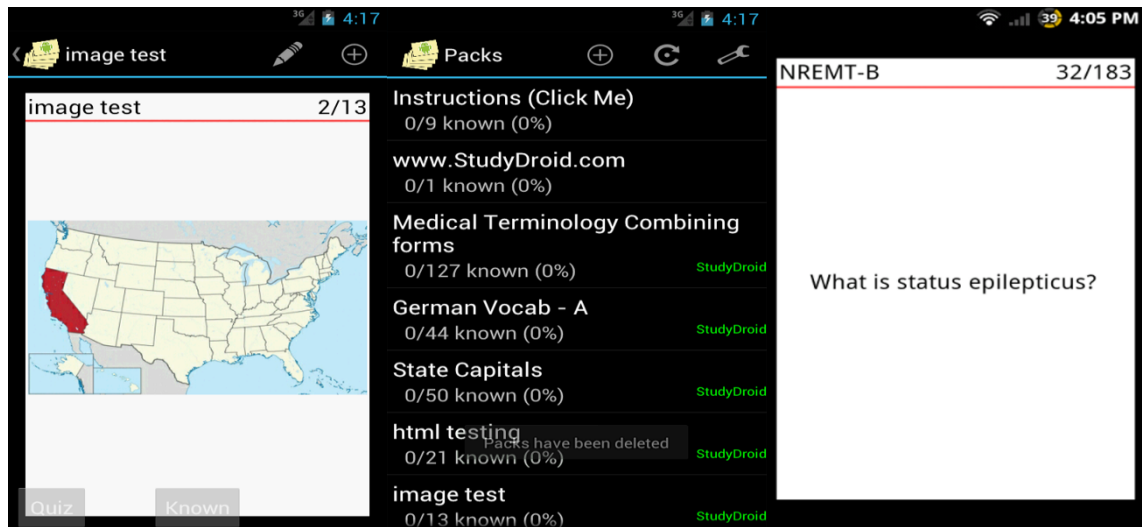 3G 4:17
image test
image test 2/13
Quiz Known
3G 4:17
Packs
Instructions (Click Me)
0/9 known (0%)
www.StudyDroid.com
0/1 known (0%)
Medical Terminology Combining
forms
0/127 known (0%) StudyDroid
German Vocab - A
0/44 known (0%) StudyDroid
State Capitals
0/50 known (0%) StudyDroid
html testing
Packs have been deleted
0/21 known (0%) StudyDroid
image test
0/13 known (0%) StudyDroid
39 4:05 PM
NREMT-B 32/183
What is status epilepticus?